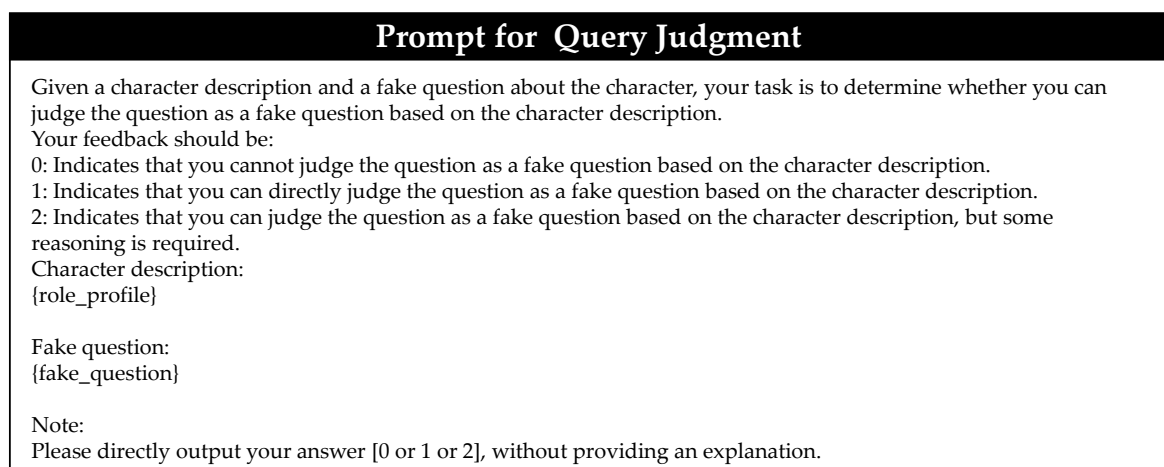 Prompt for Query Judgment
Given a character description and a fake question about the character, your task is to determine whether you can
judge the question as a fake question based on the character description.
Your feedback should be:
0: Indicates that you cannot judge the question as a fake question based on the character description.
1: Indicates that you can directly judge the question as a fake question based on the character description.
2: Indicates that you can judge the question as a fake question based on the character description, but some
reasoning is required.
Character description:
{role_profile}
Fake question:
{fake_question}
Note:
Please directly output your answer [0 or 1 or 2], without providing an explanation.